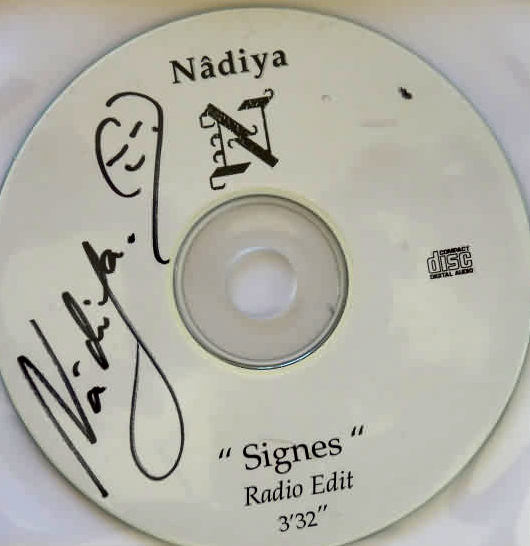 Nâdiya
N
Nâdiya.
COMPACT
disc
DIGITAL AUDIO
" Signes "
Radio Edit
3'32"